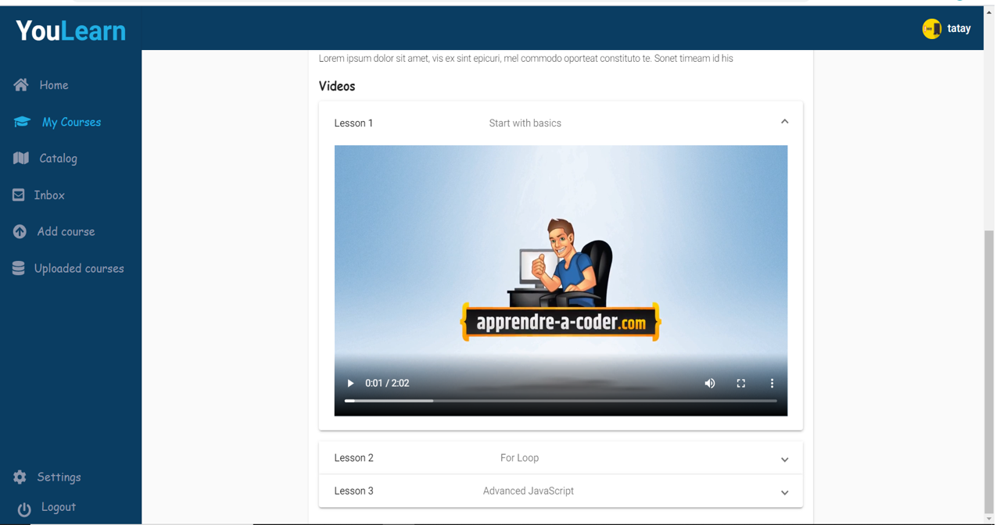 YouLearn
tatay
Home
My Courses
Catalog
Inbox
Add course
Uploaded courses
Settings
Logout
Lorem ipsum dolor sit amet, vis ex sint epicuri, mel commodo oporteat constituto te. Sonet timeam id his
Videos
Lesson 1 Start with basics
{apprendre-a-coder.com}
0:01 / 2:02
Lesson 2 For Loop
Lesson 3 Advanced JavaScript